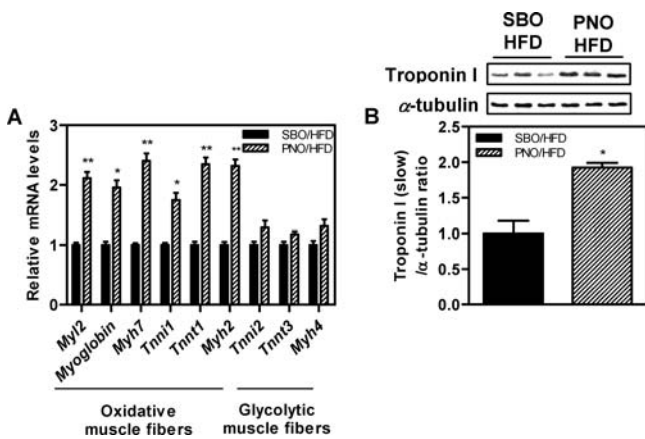 SBO PNO
HFD HFD
Troponin I
α-tubulin
A
Relative mRNA levels
3
2
1
0
SBO/HFD
PNO/HFD
** * ** * ** **
Myl2 Myoglobin Myh7 Tnni1 Tnnt1 Myh2 Tnni2 Tnnt3 Myh4
Oxidative Glycolytic
muscle fibers muscle fibers
B
Troponin I (slow)
/α-tubulin ratio
2.5
2.0
1.5
1.0
0.5
0.0
SBO/HFD
PNO/HFD
*